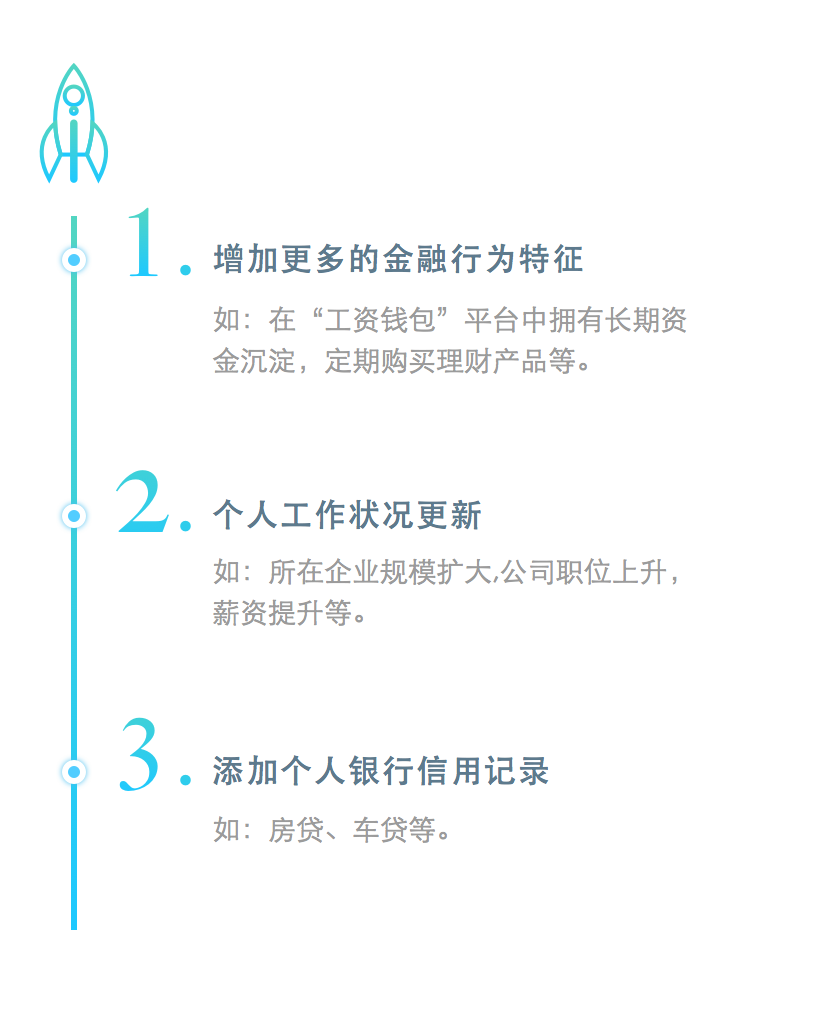 1. 增加更多的金融行为特征
如：在“工资钱包”平台中拥有长期资
金沉淀，定期购买理财产品等。
2. 个人工作状况更新
如：所在企业规模扩大,公司职位上升，
薪资提升等。
3. 添加个人银行信用记录
如：房贷、车贷等。